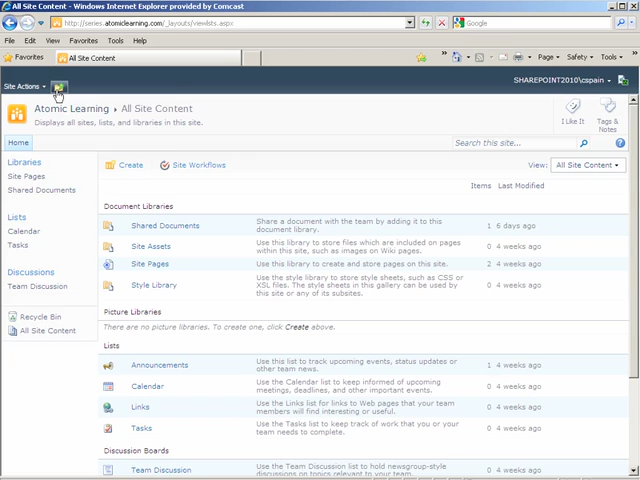 All Site Content - Windows Internet Explorer provided by Comcast
http://series.atomiclearning.com/_layouts/viewlsts.aspx
Google
File Edit View Favorites Tools Help
Favorites All Site Content Page Safety Tools
Site Actions SHAREPOINT2010\cspain
Atomic Learning All Site Content
Displays all sites, lists, and libraries in this site.
I Like It Tags & Notes
Home Search this site...
Libraries
Site Pages
Shared Documents
Lists
Calendar
Tasks
Discussions
Team Discussion
Recycle Bin
All Site Content
Create Site Workflows View: All Site Content
Items Last Modified
Document Libraries
Shared Documents Share a document with the team by adding it to this document library. 1 6 days ago
Site Assets Use this library to store files which are included on pages within this site, such as images on Wiki pages. 0 4 weeks ago
Site Pages Use this library to create and store pages on this site. 2 4 weeks ago
Style Library Use the style library to store style sheets, such as CSS or XSL files. The style sheets in this gallery can be used by this site or any of its subsites. 0 4 weeks ago
Picture Libraries
There are no picture libraries. To create one, click Create above.
Lists
Announcements Use this list to track upcoming events, status updates or other team news. 1 4 weeks ago
Calendar Use the Calendar list to keep informed of upcoming meetings, deadlines, and other important events. 0 4 weeks ago
Links Use the Links list for links to Web pages that your team members will find interesting or useful. 0 4 weeks ago
Tasks Use the Tasks list to keep track of work that you or your team needs to complete. 0 4 weeks ago
Discussion Boards
Team Discussion Use the Team Discussion list to hold newsgroup-style discussions on topics relevant to your team. 0 4 weeks ago